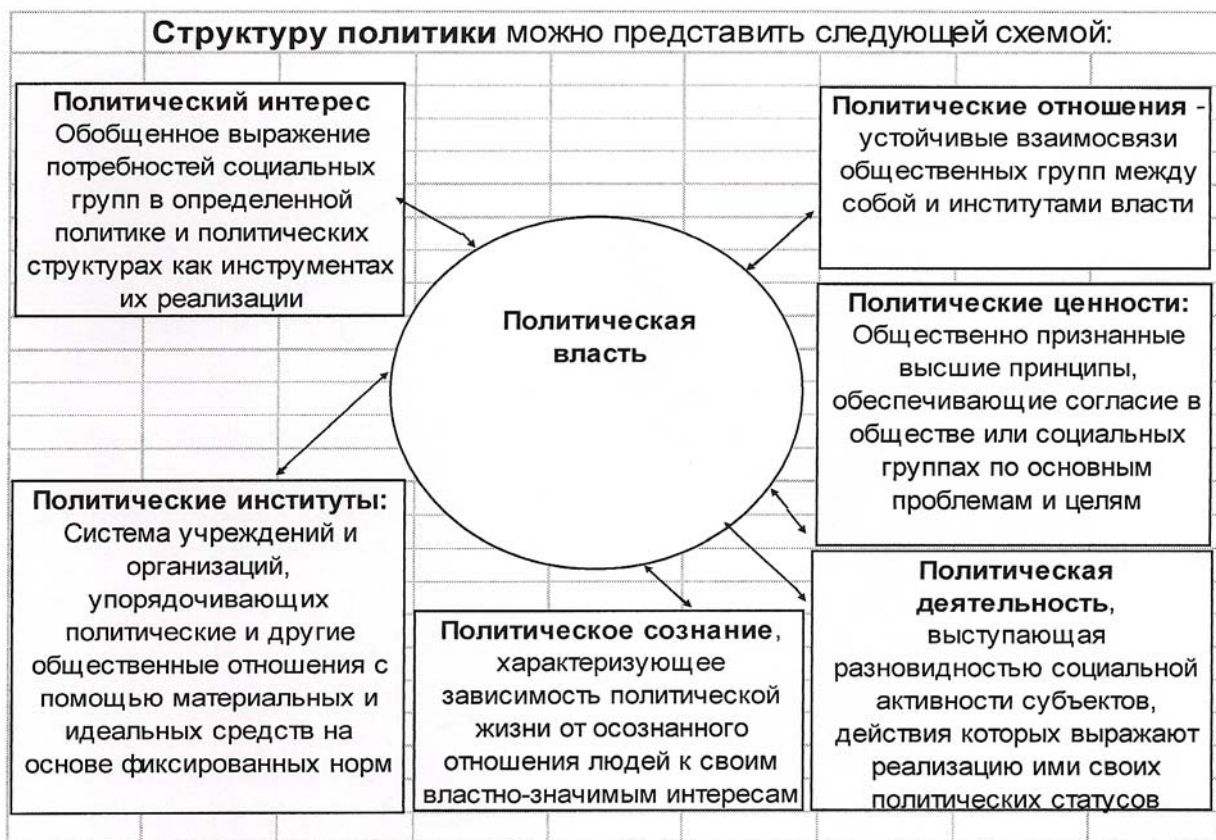 Структуру политики можно представить следующей схемой:
Политический интерес
Обобщенное выражение
потребностей социальных
групп в определенной
политике и политических
структурах как инструментах
их реализации
Политические отношения -
устойчивые взаимосвязи
общественных групп между
собой и институтами власти
Политическая
власть
Политические ценности:
Общественно признанные
высшие принципы,
обеспечивающие согласие в
обществе или социальных
группах по основным
проблемам и целям
Политические институты:
Система учреждений и
организаций,
упорядочивающих
политические и другие
общественные отношения с
помощью материальных и
идеальных средств на
основе фиксированных норм
Политическое сознание,
характеризующее
зависимость политической
жизни от осознанного
отношения людей к своим
властно-значимым интересам
Политическая
деятельность,
выступающая
разновидностью социальной
активности субъектов,
действия которых выражают
реализацию ими своих
политических статусов